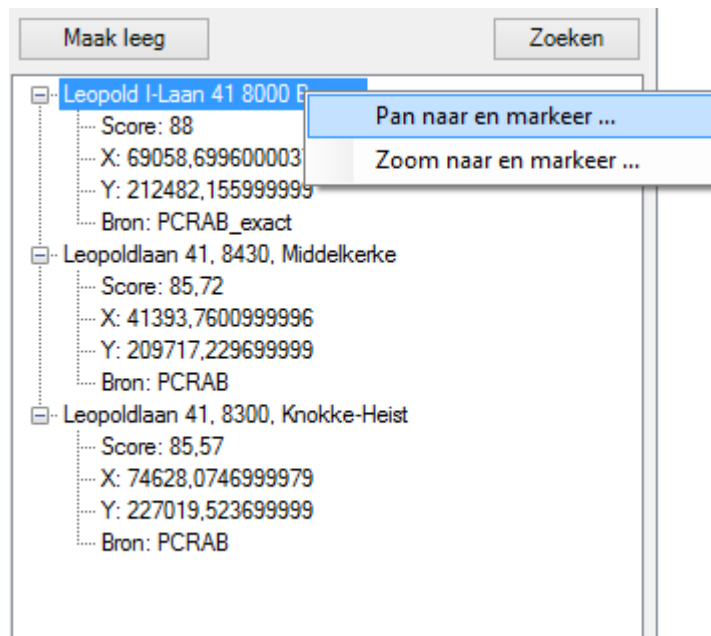 Maak leeg
Zoeken
Leopold I-Laan 41 8000
Pan naar en markeer ...
Score: 88
X: 69058,6996000003
Zoom naar en markeer ...
Y: 212482,155999999
Bron: PCRAB_exact
Leopoldlaan 41, 8430, Middelkerke
Score: 85,72
X: 41393,7600999996
Y: 209717,229699999
Bron: PCRAB
Leopoldlaan 41, 8300, Knokke-Heist
Score: 85,57
X: 74628,0746999979
Y: 227019,523699999
Bron: PCRAB